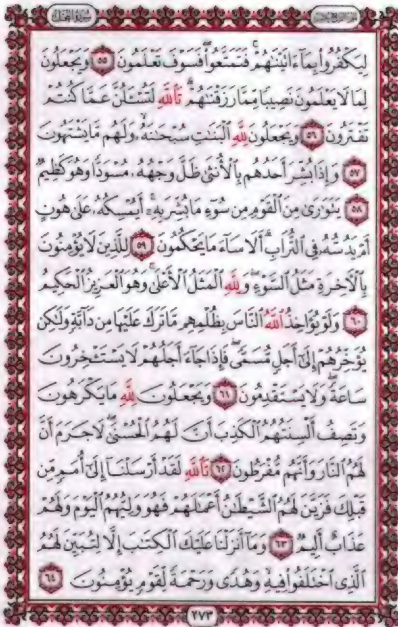 سُورَةُ النَّحْلِ
لِيَكْفُرُوا۟ بِمَآ ءَاتَيْنَٰهُمْ ۚ فَتَمَتَّعُوا۟ ۖ فَسَوْفَ تَعْلَمُونَ ٥٥ وَيَجْعَلُونَ
لِمَا لَا يَعْلَمُونَ نَصِيبًا مِّمَّا رَزَقْنَٰهُمْ ۗ تَٱللَّهِ لَتُسْـَٔلُنَّ عَمَّا كُنتُمْ
تَفْتَرُونَ ٥٦ وَيَجْعَلُونَ لِلَّهِ ٱلْبَنَٰتِ سُبْحَٰنَهُۥ ۙ وَلَهُم مَّا يَشْتَهُونَ
٥٧ وَإِذَا بُشِّرَ أَحَدُهُم بِٱلْأُنثَىٰ ظَلَّ وَجْهُهُۥ مُسْوَدًّا وَهُوَ كَظِيمٌ
٥٨ يَتَوَٰرَىٰ مِنَ ٱلْقَوْمِ مِن سُوٓءِ مَا بُشِّرَ بِهِۦٓ ۚ أَيُمْسِكُهُۥ عَلَىٰ هُونٍ
أَمْ يَدُسُّهُۥ فِى ٱلتُّرَابِ ۗ أَلَا سَآءَ مَا يَحْكُمُونَ ٥٩ لِلَّذِينَ لَا يُؤْمِنُونَ
بِٱلْءَاخِرَةِ مَثَلُ ٱلسَّوْءِ ۖ وَلِلَّهِ ٱلْمَثَلُ ٱلْأَعْلَىٰ ۚ وَهُوَ ٱلْعَزِيزُ ٱلْحَكِيمُ
٦٠ وَلَوْ يُؤَاخِذُ ٱللَّهُ ٱلنَّاسَ بِظُلْمِهِم مَّا تَرَكَ عَلَيْهَا مِن دَآبَّةٍ وَلَٰكِن
يُؤَخِّرُهُمْ إِلَىٰٓ أَجَلٍ مُّسَمًّى ۖ فَإِذَا جَآءَ أَجَلُهُمْ لَا يَسْتَـْٔخِرُونَ
سَاعَةً ۖ وَلَا يَسْتَقْدِمُونَ ٦١ وَيَجْعَلُونَ لِلَّهِ مَا يَكْرَهُونَ
وَتَصِفُ أَلْسِنَتُهُمُ ٱلْكَذِبَ أَنَّ لَهُمُ ٱلْحُسْنَىٰ ۖ لَا جَرَمَ أَنَّ
لَهُمُ ٱلنَّارَ وَأَنَّهُم مُّفْرَطُونَ ٦٢ تَٱللَّهِ لَقَدْ أَرْسَلْنَآ إِلَىٰٓ أُمَمٍ مِّن
قَبْلِكَ فَزَيَّنَ لَهُمُ ٱلشَّيْطَٰنُ أَعْمَٰلَهُمْ فَهُوَ وَلِيُّهُمُ ٱلْيَوْمَ وَلَهُمْ
عَذَابٌ أَلِيمٌ ٦٣ وَمَآ أَنزَلْنَا عَلَيْكَ ٱلْكِتَٰبَ إِلَّا لِتُبَيِّنَ لَهُمُ
ٱلَّذِى ٱخْتَلَفُوا۟ فِيهِ ۙ وَهُدًى وَرَحْمَةً لِّقَوْمٍ يُؤْمِنُونَ ٦٤
٢٧٣